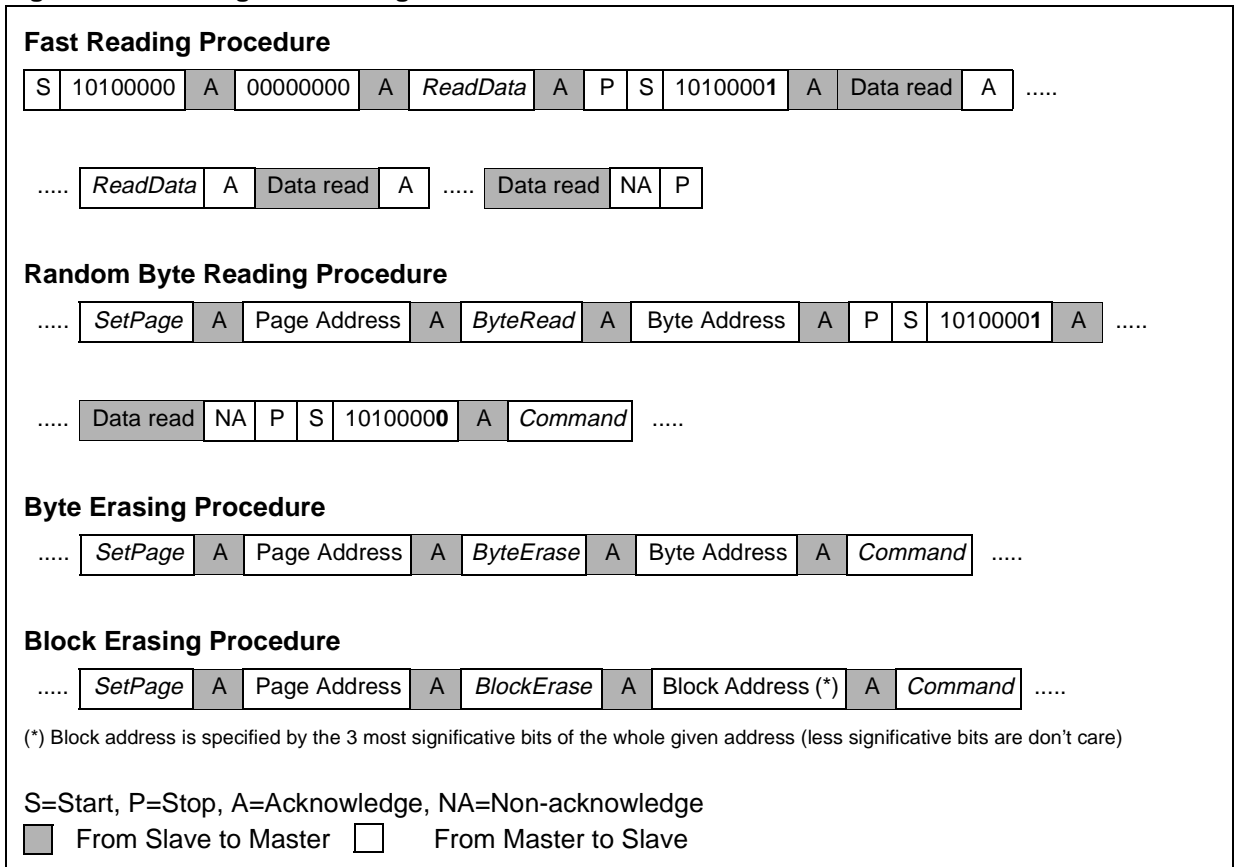 Fast Reading Procedure
S 10100000 A 00000000 A ReadData A P S 10100001 A Data read A .....
..... ReadData A Data read A ..... Data read NA P
Random Byte Reading Procedure
..... SetPage A Page Address A ByteRead A Byte Address A P S 10100001 A .....
..... Data read NA P S 10100000 A Command .....
Byte Erasing Procedure
..... SetPage A Page Address A ByteErase A Byte Address A Command .....
Block Erasing Procedure
..... SetPage A Page Address A BlockErase A Block Address (*) A Command .....
(*) Block address is specified by the 3 most significative bits of the whole given address (less significative bits are don't care)
S=Start, P=Stop, A=Acknowledge, NA=Non-acknowledge
From Slave to Master From Master to Slave